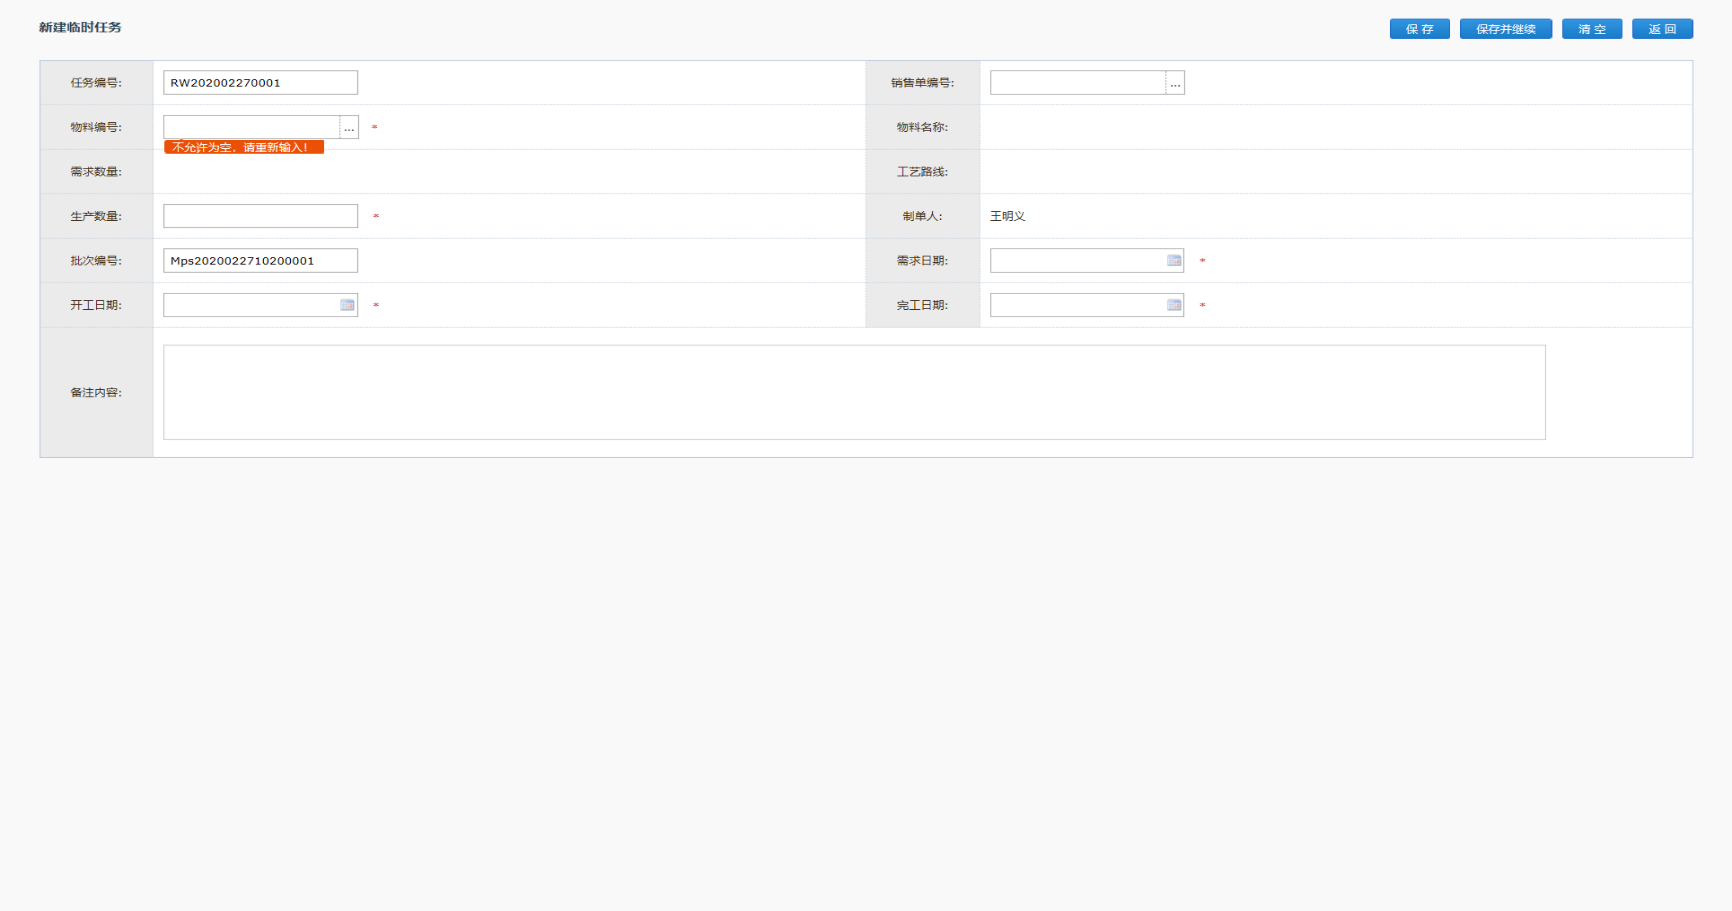 新建临时任务
保 存 保存并继续 清 空 返 回
任务编号: RW202002270001 销售单编号: ...
物料编号: ... * 物料名称:
不允许为空，请重新输入！
需求数量: 工艺路线:
生产数量: * 制单人: 王明义
批次编号: Mps2020022710200001 需求日期: *
开工日期: * 完工日期: *
备注内容: